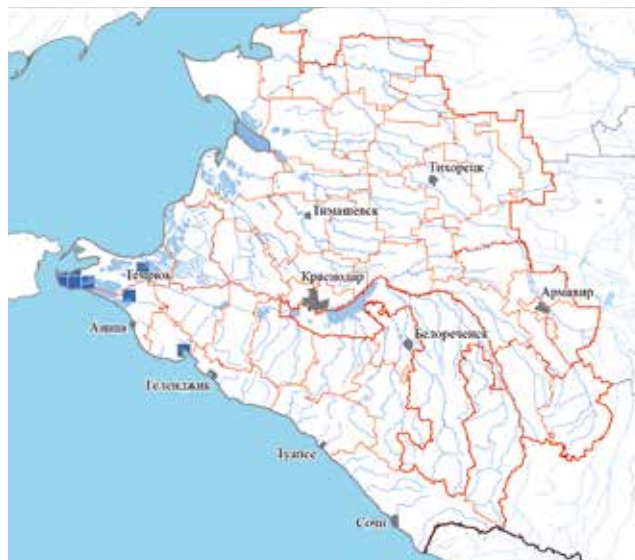 Тихорецк
Тимашевск
Темрюк
Краснодар
Армавир
Анапа
Белореченск
Геленджик
Туапсе
Сочи